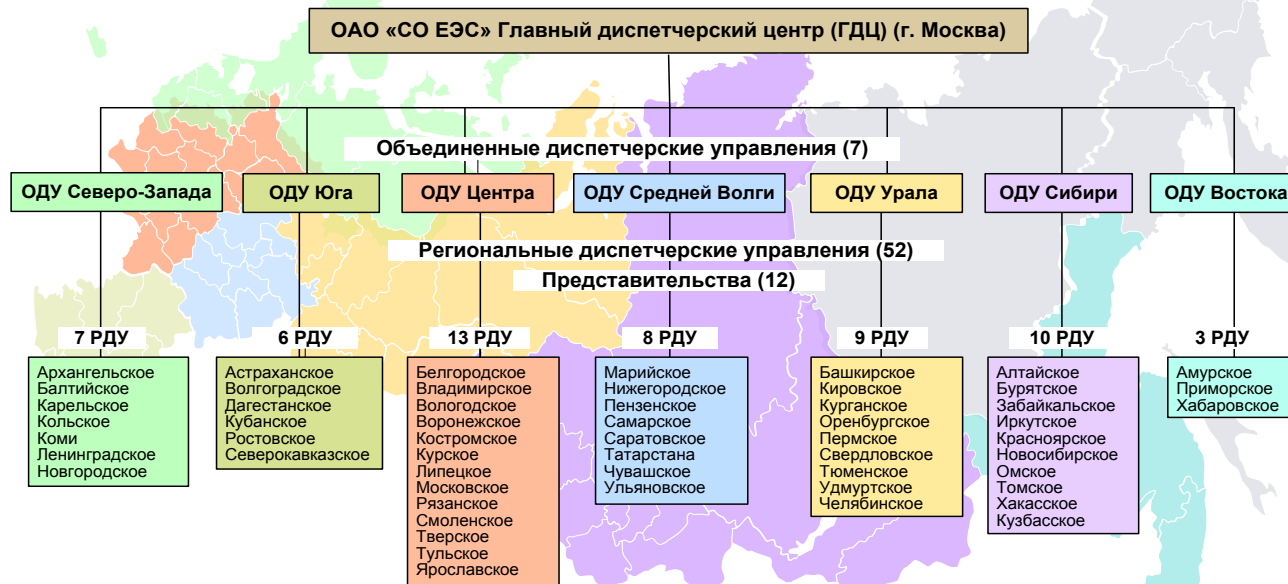 ОАО «СО ЕЭС» Главный диспетчерский центр (ГДЦ) (г. Москва)
Объединенные диспетчерские управления (7)
ОДУ Северо-Запада
ОДУ Юга
ОДУ Центра
ОДУ Средней Волги
ОДУ Урала
ОДУ Сибири
ОДУ Востока
Региональные диспетчерские управления (52)
Представительства (12)
7 РДУ
Архангельское
Балтийское
Карельское
Кольское
Коми
Ленинградское
Новгородское
6 РДУ
Астраханское
Волгоградское
Дагестанское
Кубанское
Ростовское
Северокавказское
13 РДУ
Белгородское
Владимирское
Вологодское
Воронежское
Костромское
Курское
Липецкое
Московское
Рязанское
Смоленское
Тверское
Тульское
Ярославское
8 РДУ
Марийское
Нижегородское
Пензенское
Самарское
Саратовское
Татарстана
Чувашское
Ульяновское
9 РДУ
Башкирское
Кировское
Курганское
Оренбургское
Пермское
Свердловское
Тюменское
Удмуртское
Челябинское
10 РДУ
Алтайское
Бурятское
Забайкальское
Иркутское
Красноярское
Новосибирское
Омское
Томское
Хакасское
Кузбасское
3 РДУ
Амурское
Приморское
Хабаровское